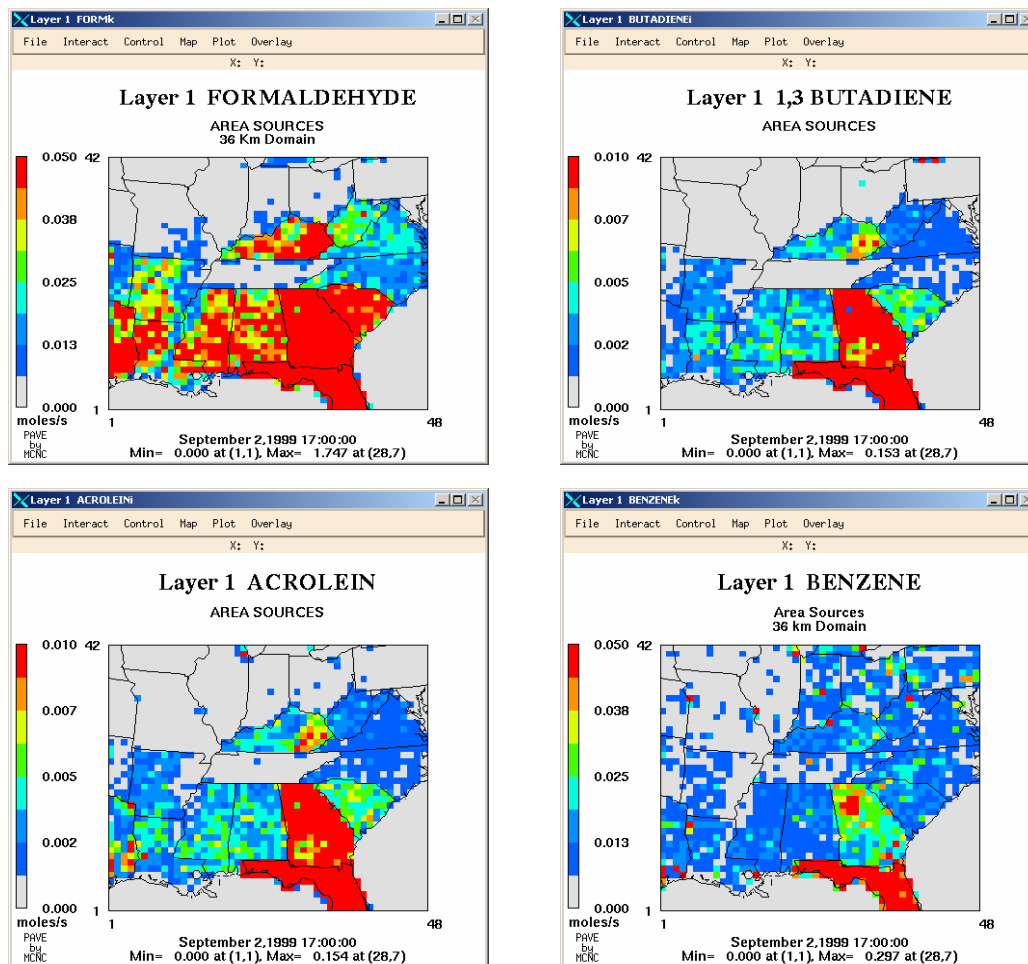 Layer 1 FORMk
File Interact Control Map Plot Overlay
X: Y:
Layer 1 FORMALDEHYDE
AREA SOURCES
36 Km Domain
0.050
0.038
0.025
0.013
0.000
moles/s
PAVE
by
MCNC
42
1
1
48
September 2,1999 17:00:00
Min= 0.000 at (1,1), Max= 1.747 at (28,7)
Layer 1 BUTADIENEi
File Interact Control Map Plot Overlay
X: Y:
Layer 1 1,3 BUTADIENE
AREA SOURCES
0.010
0.007
0.005
0.002
0.000
moles/s
PAVE
by
MCNC
42
1
1
48
September 2,1999 17:00:00
Min= 0.000 at (1,1), Max= 0.153 at (28,7)
Layer 1 ACROLEINi
File Interact Control Map Plot Overlay
X: Y:
Layer 1 ACROLEIN
AREA SOURCES
0.010
0.007
0.005
0.002
0.000
moles/s
PAVE
by
MCNC
42
1
1
48
September 2,1999 17:00:00
Min= 0.000 at (1,1), Max= 0.154 at (28,7)
Layer 1 BENZENEk
File Interact Control Map Plot Overlay
X: Y:
Layer 1 BENZENE
Area Sources
36 km Domain
0.050
0.038
0.025
0.013
0.000
moles/s
PAVE
by
MCNC
42
1
1
48
September 2,1999 17:00:00
Min= 0.000 at (1,1), Max= 0.297 at (28,7)